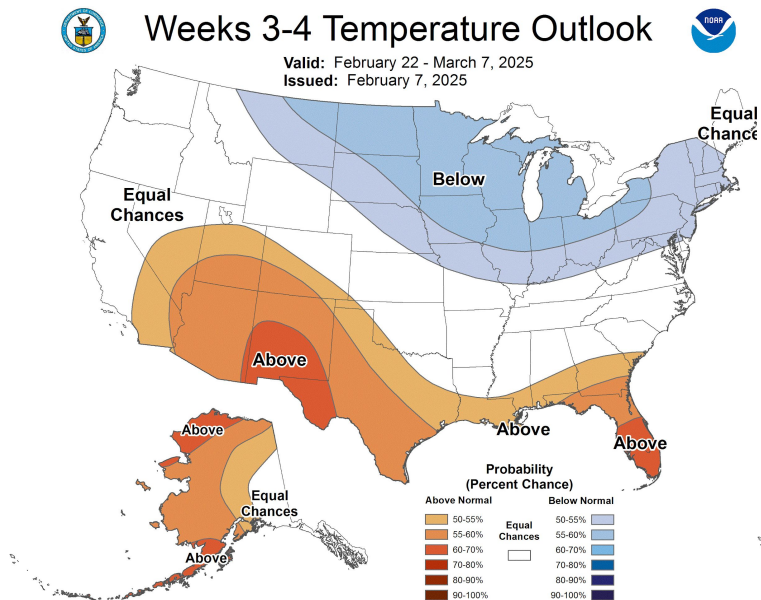 Weeks 3-4 Temperature Outlook
NOAA
Valid: February 22 - March 7, 2025
Issued: February 7, 2025
Equal
Chance
Below
Equal
Chances
Above
Above
Above
Above
Equal
Chances
Above
Probability
(Percent Chance)
Above Normal
Below Normal
50-55%
55-60%
60-70%
70-80%
80-90%
90-100%
Equal
Chances
50-55%
55-60%
60-70%
70-80%
80-90%
90-100%